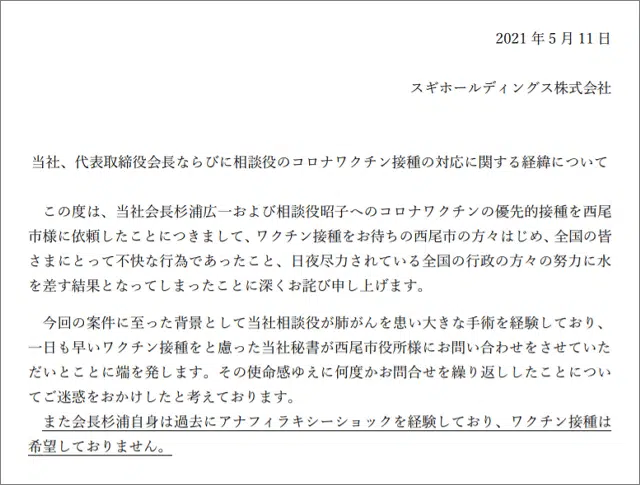 2021年5月11日
スギホールディングス株式会社
当社、代表取締役会長ならびに相談役のコロナワクチン接種の対応に関する経緯について
この度は、当社会長杉浦広一および相談役昭子へのコロナワクチンの優先的接種を西尾
市様に依頼したことにつきまして、ワクチン接種をお待ちの西尾市の方々はじめ、全国の皆
さまにとって不快な行為であったこと、日夜尽力されている全国の行政の方々の努力に水
を差す結果となってしまったことに深くお詫び申し上げます。
今回の案件に至った背景として当社相談役が肺がんを患い大きな手術を経験しており、
一日も早いワクチン接種をと慮った当社秘書が西尾市役所様にお問い合わせをさせていた
だいとことに端を発します。その使命感ゆえに何度かお問合せを繰り返ししたことについ
てご迷惑をおかけしたと考えております。
また会長杉浦自身は過去にアナフィラキシーショックを経験しており、ワクチン接種は
希望しておりません。